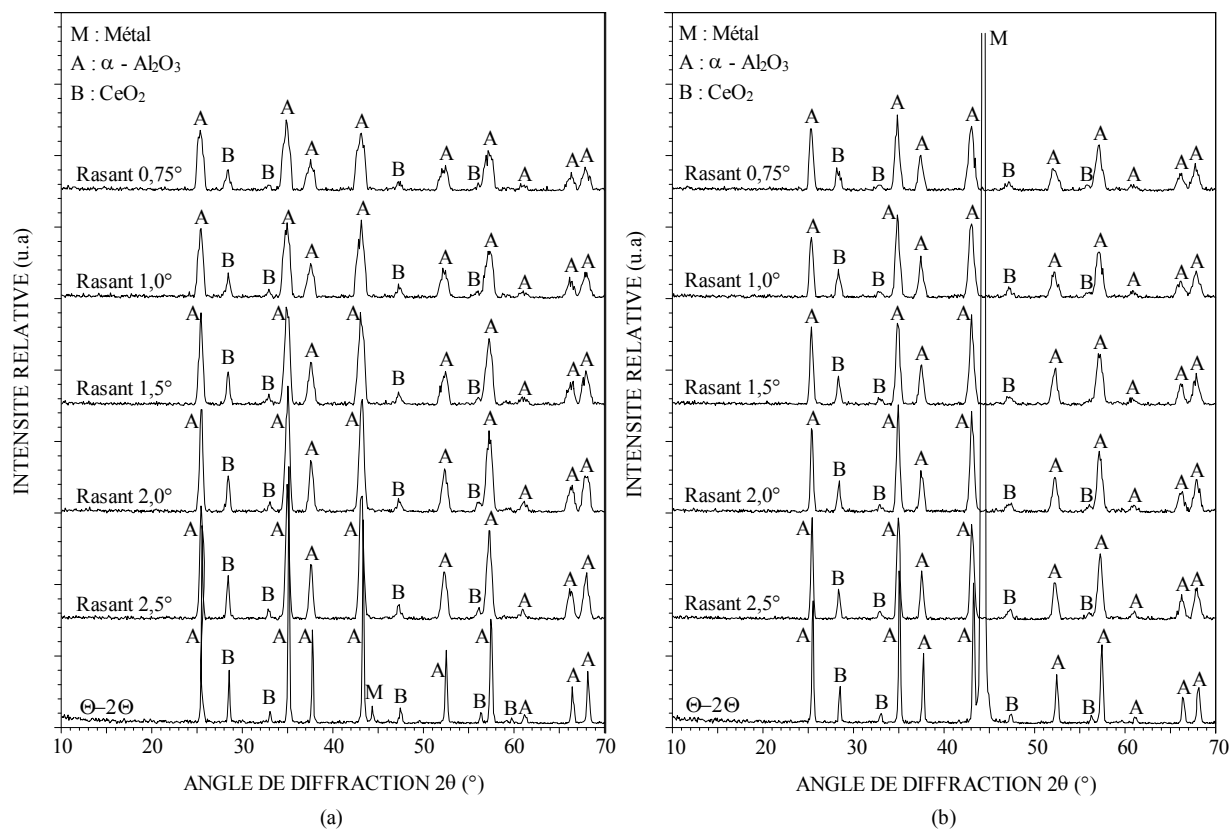 INTENSITE RELATIVE (u.a)
M : Métal
A : α - Al2O3
B : CeO2
Rasant 0,75° A B B A A A B A B A A A A
Rasant 1,0° A B B A A A B A B A A A A
Rasant 1,5° A B B A A A B A B A A A A
Rasant 2,0° A B B A A A B A B A A A A
Rasant 2,5° A B B A A A B A B A A A A
Θ–2Θ A B B A A A M B A B B A A A
10 20 30 40 50 60 70
ANGLE DE DIFFRACTION 2θ (°)
(a)
INTENSITE RELATIVE (u.a)
M : Métal
A : α - Al2O3
B : CeO2
M
Rasant 0,75° A B B A A A B A B A A A A
Rasant 1,0° A B B A A A B A B A A A A
Rasant 1,5° A B B A A A B A B A A A A
Rasant 2,0° A B B A A A B A B A A A A
Rasant 2,5° A B B A A A B A B A A A A
Θ–2Θ A B B A A A B A B A A A A
10 20 30 40 50 60 70
ANGLE DE DIFFRACTION 2θ (°)
(b)